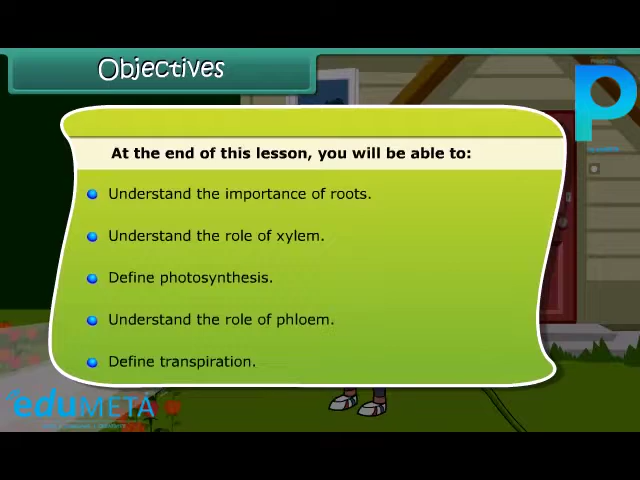 Objectives
At the end of this lesson, you will be able to:
Understand the importance of roots.
Understand the role of xylem.
Define photosynthesis.
Understand the role of phloem.
Define transpiration.
eduMETA
P